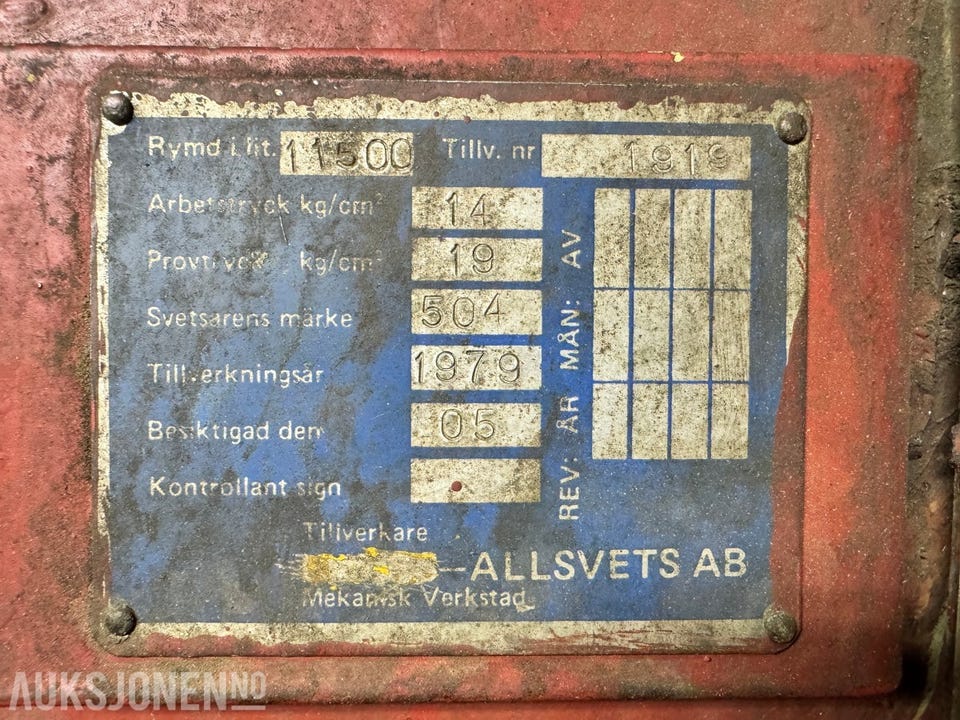 Rymd i lit. 11500 Tillv. nr 1919
Arbetstryck kg/cm² 14
Provtryck kg/cm² 19
Svetsarens märke 504
Tillverkningsår 1979
Besiktigad den 05
Kontrollant sign
REV: ÅR MÅN: AV
Tillverkare
-ALLSVETS AB
Mekanisk Verkstad
AUKSJONEN NO